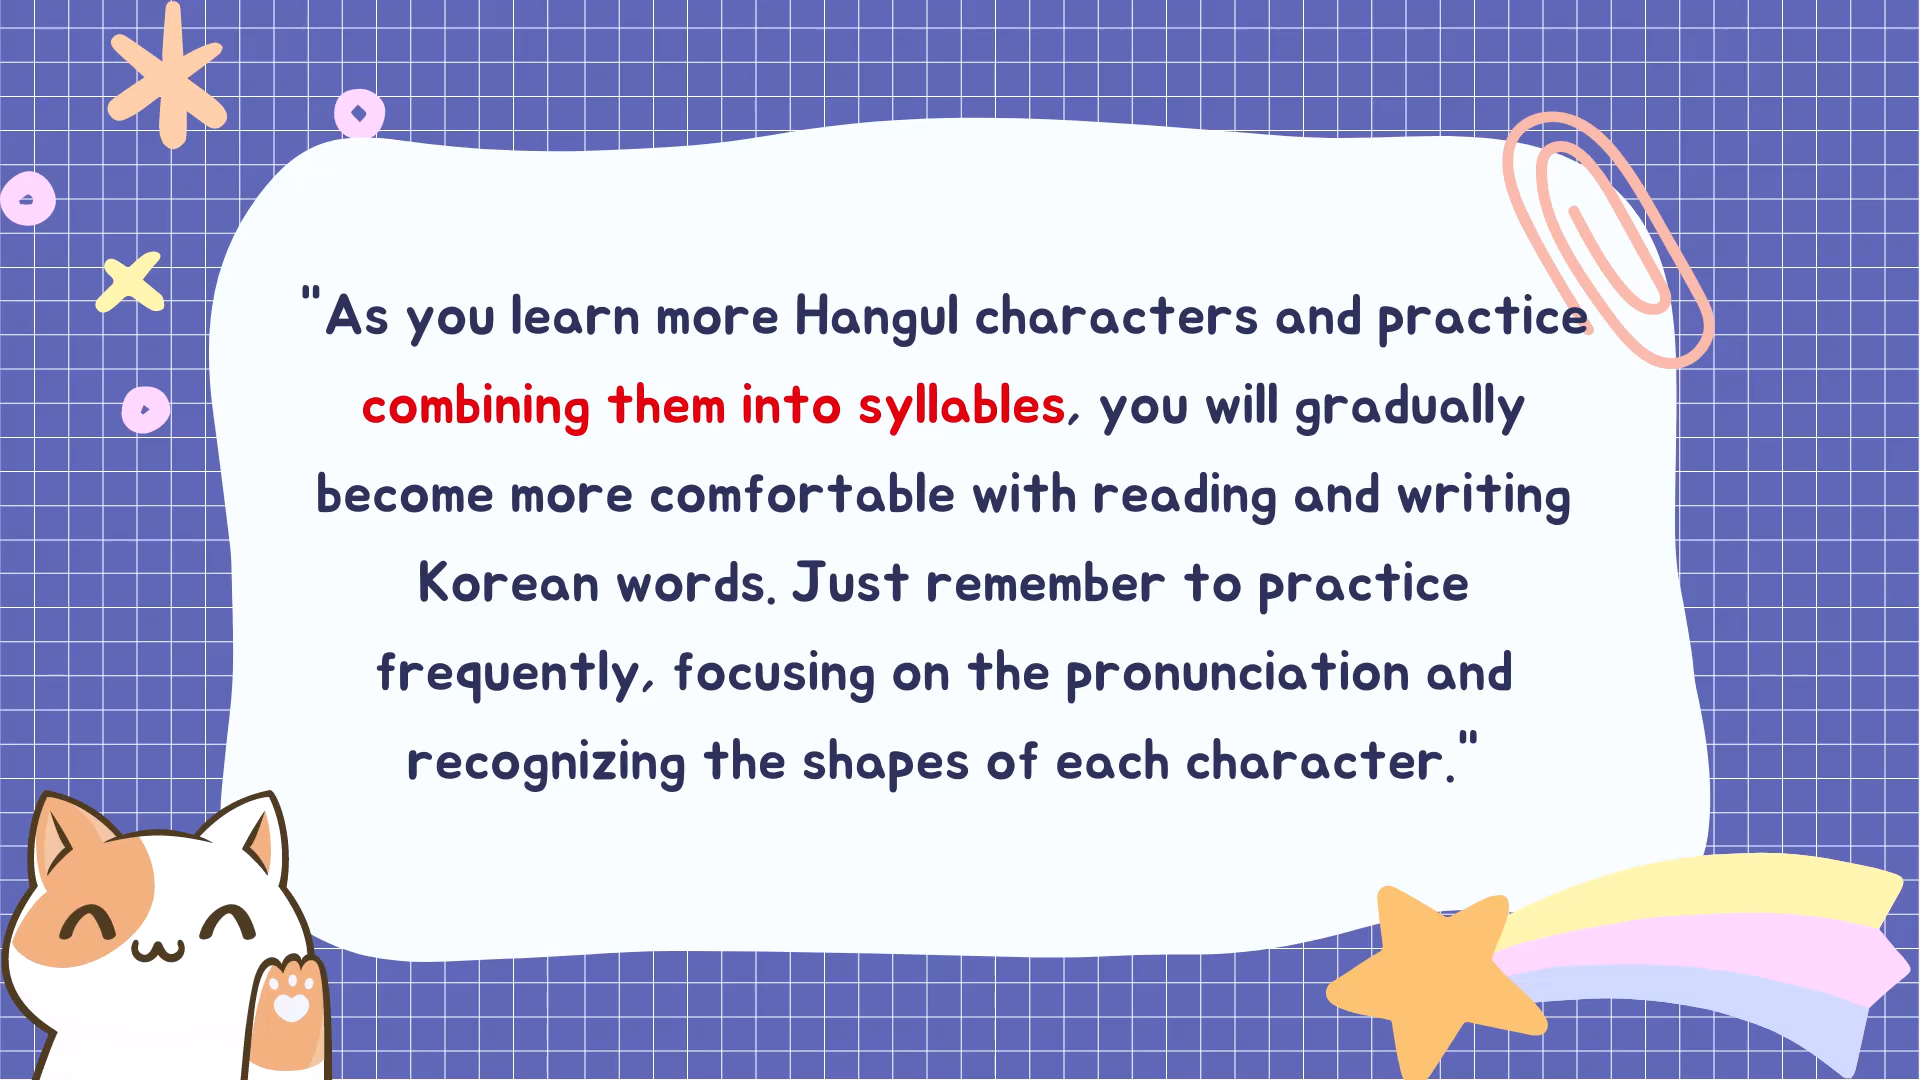 "As you learn more Hangul characters and practice
combining them into syllables, you will gradually
become more comfortable with reading and writing
Korean words. Just remember to practice
frequently, focusing on the pronunciation and
recognizing the shapes of each character."